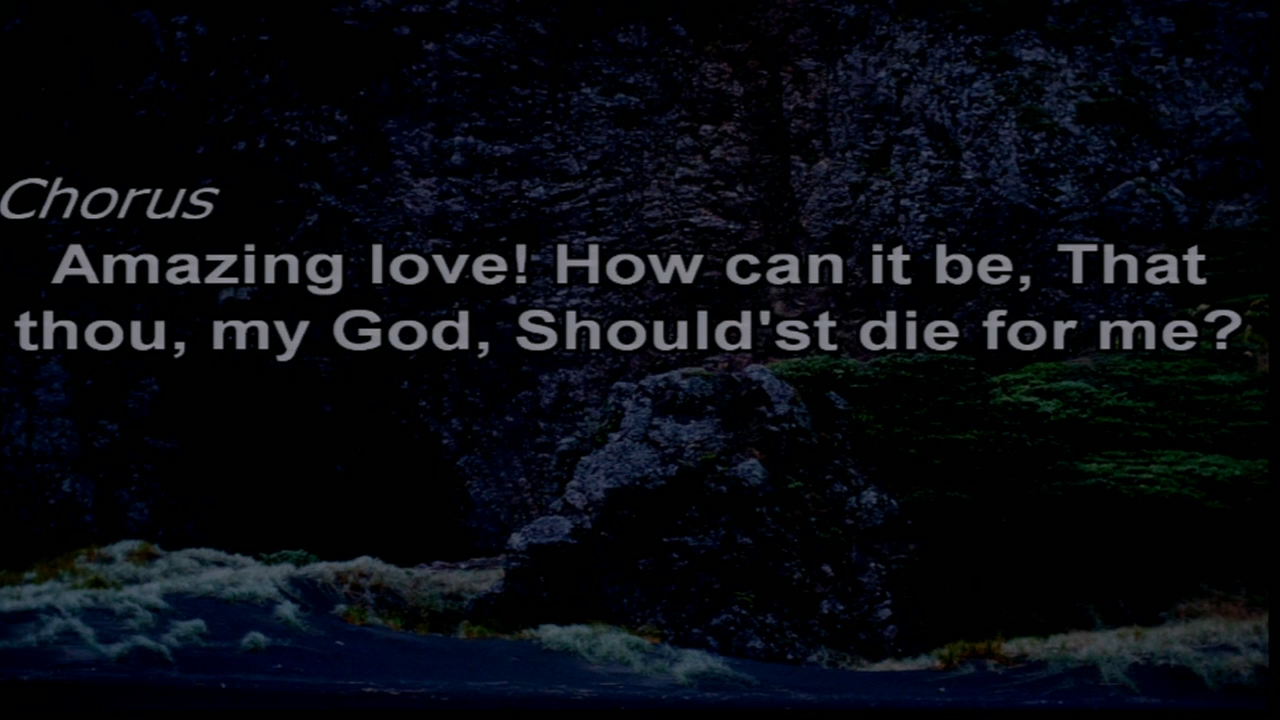 Chorus
Amazing love! How can it be, That
thou, my God, Should'st die for me?